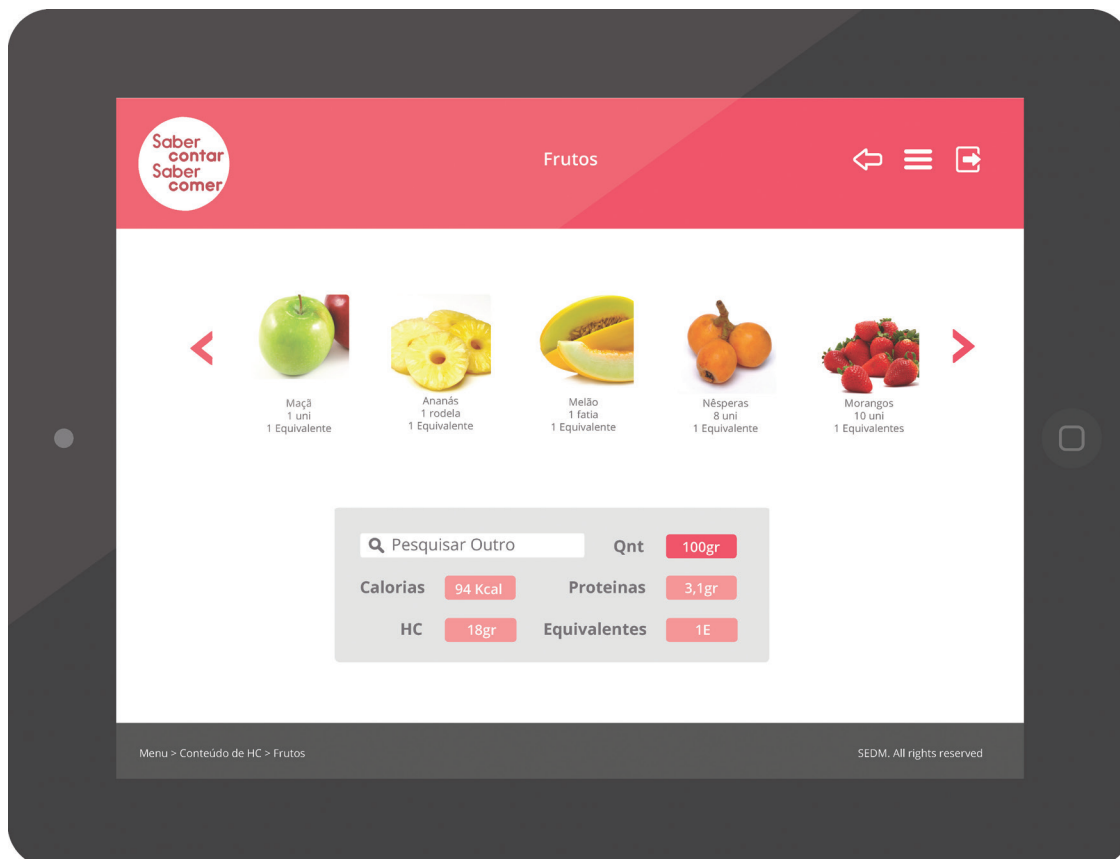 Saber
contar
Saber
comer
Frutos
Maçã
1 uni
1 Equivalente
Ananás
1 rodela
1 Equivalente
Melão
1 fatia
1 Equivalente
Nêsperas
8 uni
1 Equivalente
Morangos
10 uni
1 Equivalentes
Pesquisar Outro
Qnt 100gr
Calorias 94 Kcal
Proteinas 3,1gr
HC 18gr
Equivalentes 1E
Menu > Conteúdo de HC > Frutos
SEDM. All rights reserved